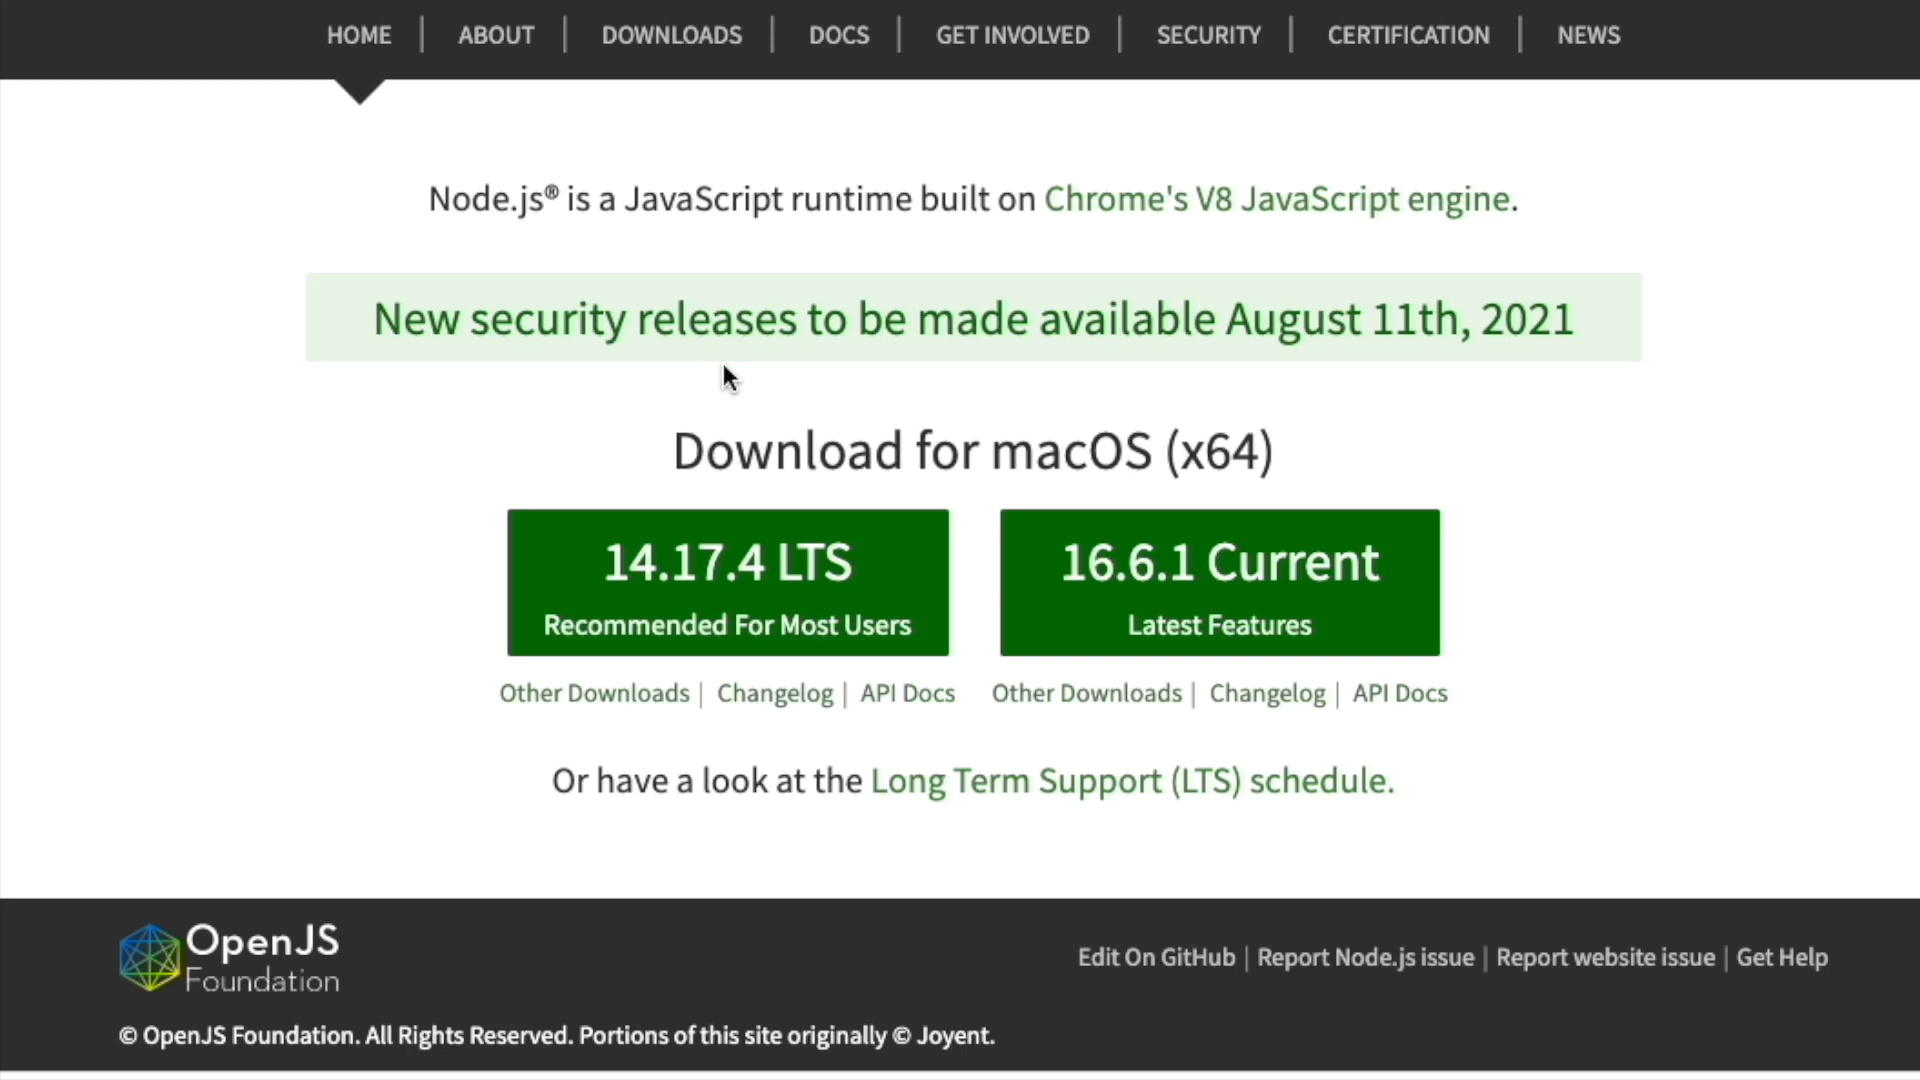 HOME | ABOUT | DOWNLOADS | DOCS | GET INVOLVED | SECURITY | CERTIFICATION | NEWS
Node.js® is a JavaScript runtime built on Chrome's V8 JavaScript engine.
New security releases to be made available August 11th, 2021
Download for macOS (x64)
14.17.4 LTS
Recommended For Most Users
16.6.1 Current
Latest Features
Other Downloads | Changelog | API Docs
Other Downloads | Changelog | API Docs
Or have a look at the Long Term Support (LTS) schedule.
OpenJS
Foundation
Edit On GitHub | Report Node.js issue | Report website issue | Get Help
© OpenJS Foundation. All Rights Reserved. Portions of this site originally © Joyent.